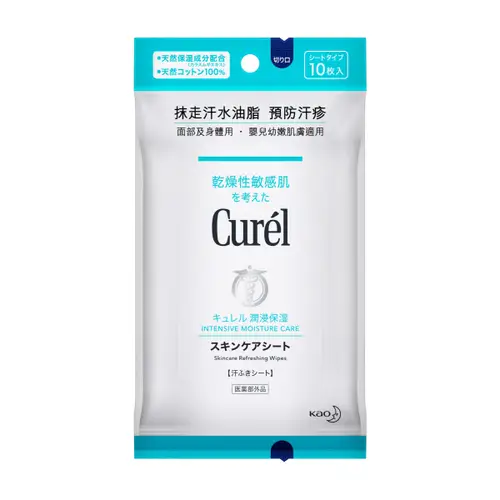 ●天然保湿成分配合
●天然コットン100%
切り口
シートタイプ
10枚入
抹走汗水油脂 預防汗疹
面部及身體用・嬰兒幼嫩肌膚適用
乾燥性敏感肌
を考えた
Curél
キュレル 潤浸保湿
INTENSIVE MOISTURE CARE
スキンケアシート
Skincare Refreshing Wipes
【汗ふきシート】
医薬部外品
Kao